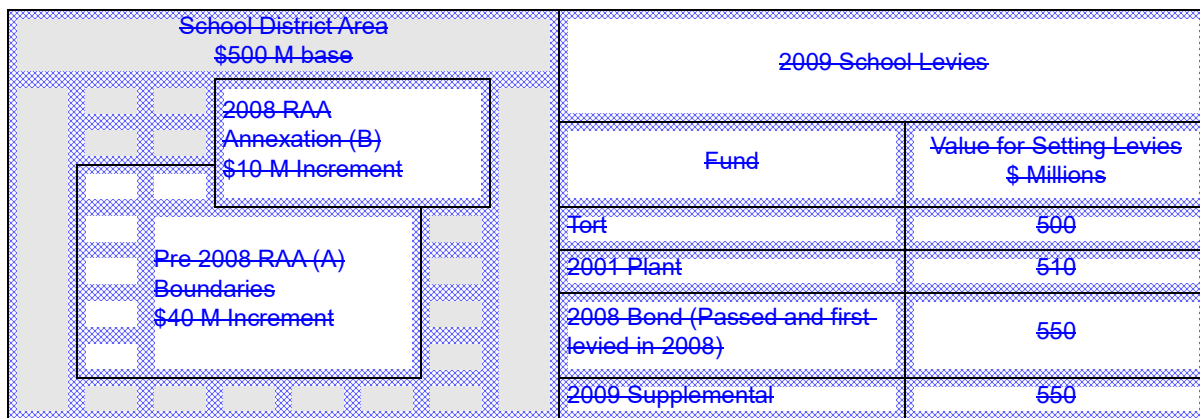 School District Area
$500 M base
2008 RAA
Annexation (B)
$10 M Increment
Pre 2008 RAA (A)
Boundaries
$40 M Increment
2009 School Levies
Fund
Value for Setting Levies
$ Millions
Tort
500
2001 Plant
510
2008 Bond (Passed and first
levied in 2008)
550
2009 Supplemental
550